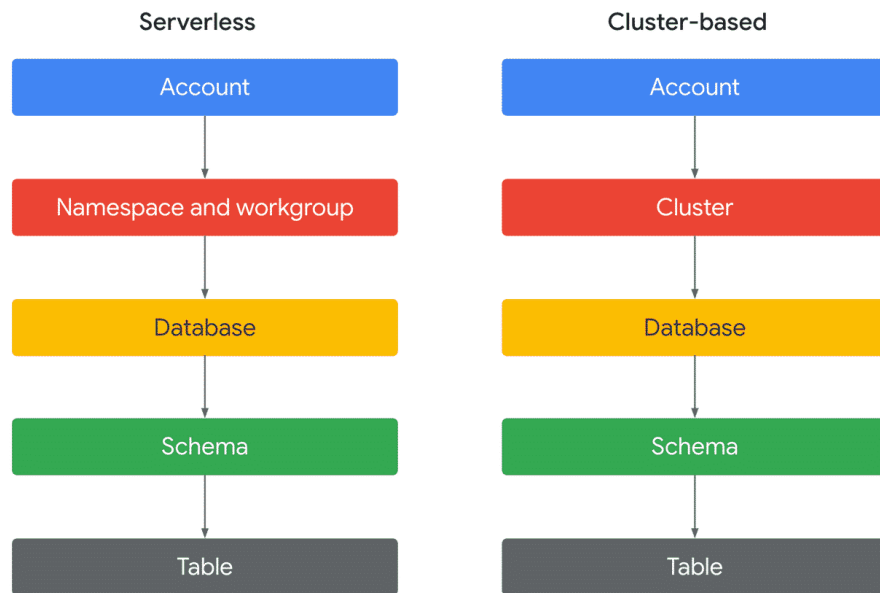 Serverless
Account
Namespace and workgroup
Database
Schema
Table
Cluster-based
Account
Cluster
Database
Schema
Table